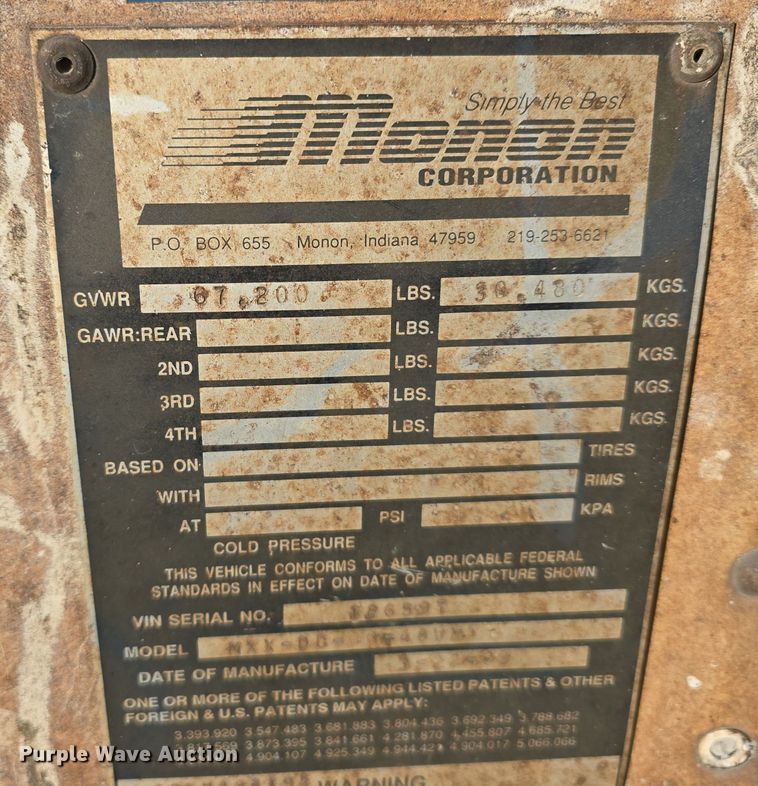 Simply the Best
Monon
CORPORATION
P.O. BOX 655 Monon, Indiana 47959 219-253-6621
GVWR 67,200 LBS. 30,480 KGS.
GAWR:REAR LBS. KGS.
2ND LBS. KGS.
3RD LBS. KGS.
4TH LBS. KGS.
BASED ON TIRES
WITH RIMS
AT PSI KPA
COLD PRESSURE
THIS VEHICLE CONFORMS TO ALL APPLICABLE FEDERAL
STANDARDS IN EFFECT ON DATE OF MANUFACTURE SHOWN
VIN SERIAL NO.
MODEL
DATE OF MANUFACTURE
ONE OR MORE OF THE FOLLOWING LISTED PATENTS & OTHER
FOREIGN & U.S. PATENTS MAY APPLY:
3.393.920 3.547.483 3.681.883 3.804.436 3.692.349 3.788.682
3.873.395 3.841.661 4.281.870 4.455.807 4.685.721
4.904.107 4.925.349 4.944.421 4.904.017 5.066.066
WARNING
Purple Wave Auction